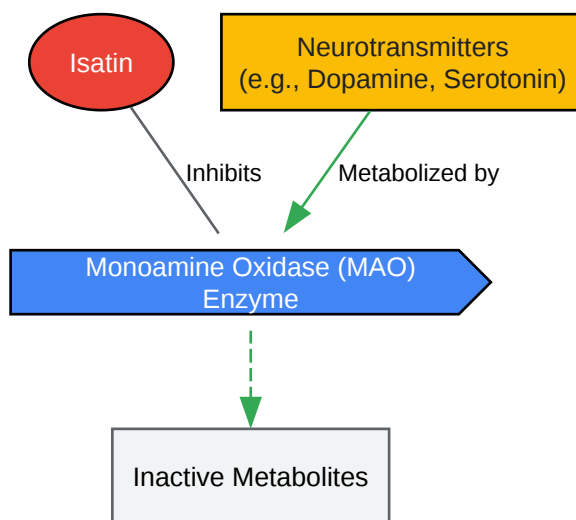 Isatin
Neurotransmitters
(e.g., Dopamine, Serotonin)
Inhibits
Metabolized by
Monoamine Oxidase (MAO)
Enzyme
Inactive Metabolites